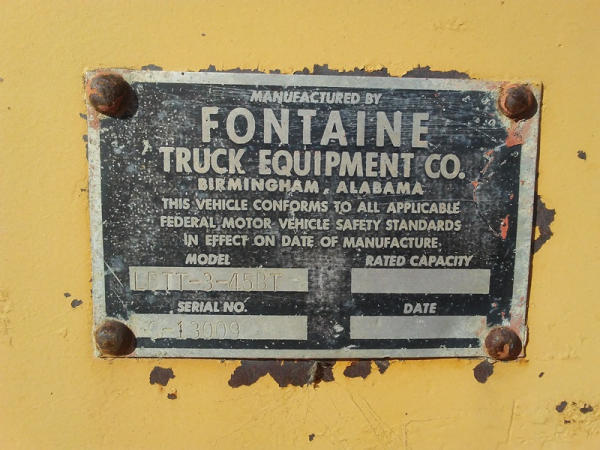 MANUFACTURED BY
FONTAINE
TRUCK EQUIPMENT CO.
BIRMINGHAM, ALABAMA
THIS VEHICLE CONFORMS TO ALL APPLICABLE
FEDERAL MOTOR VEHICLE SAFETY STANDARDS
IN EFFECT ON DATE OF MANUFACTURE
MODEL RATED CAPACITY
SERIAL NO. DATE